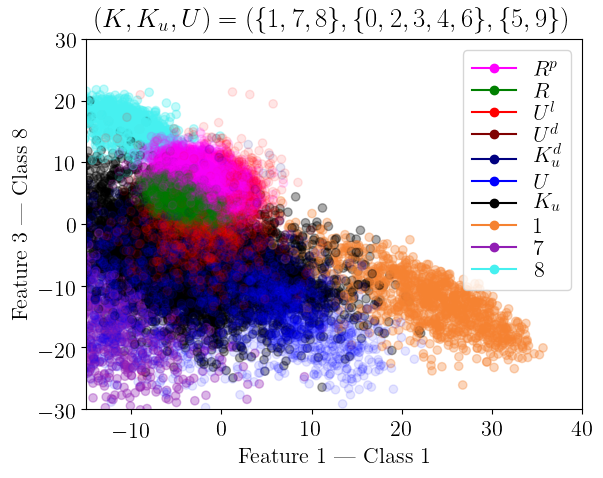 (K, K_u, U) = ({1, 7, 8}, {0, 2, 3, 4, 6}, {5, 9})
30
20
10
0
−10
−20
−30
−10
0
10
20
30
40
Feature 3 — Class 8
Feature 1 — Class 1
R^p
R
U^l
U^d
K_u^d
U
K_u
1
7
8